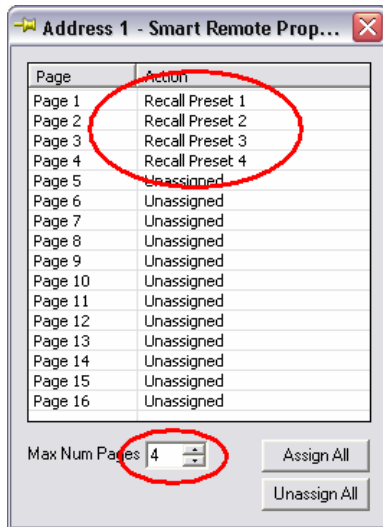 Address 1 - Smart Remote Prop...
Page Action
Page 1 Recall Preset 1
Page 2 Recall Preset 2
Page 3 Recall Preset 3
Page 4 Recall Preset 4
Page 5 Unassigned
Page 6 Unassigned
Page 7 Unassigned
Page 8 Unassigned
Page 9 Unassigned
Page 10 Unassigned
Page 11 Unassigned
Page 12 Unassigned
Page 13 Unassigned
Page 14 Unassigned
Page 15 Unassigned
Page 16 Unassigned
Max Num Pages 4 Assign All
Unassign All